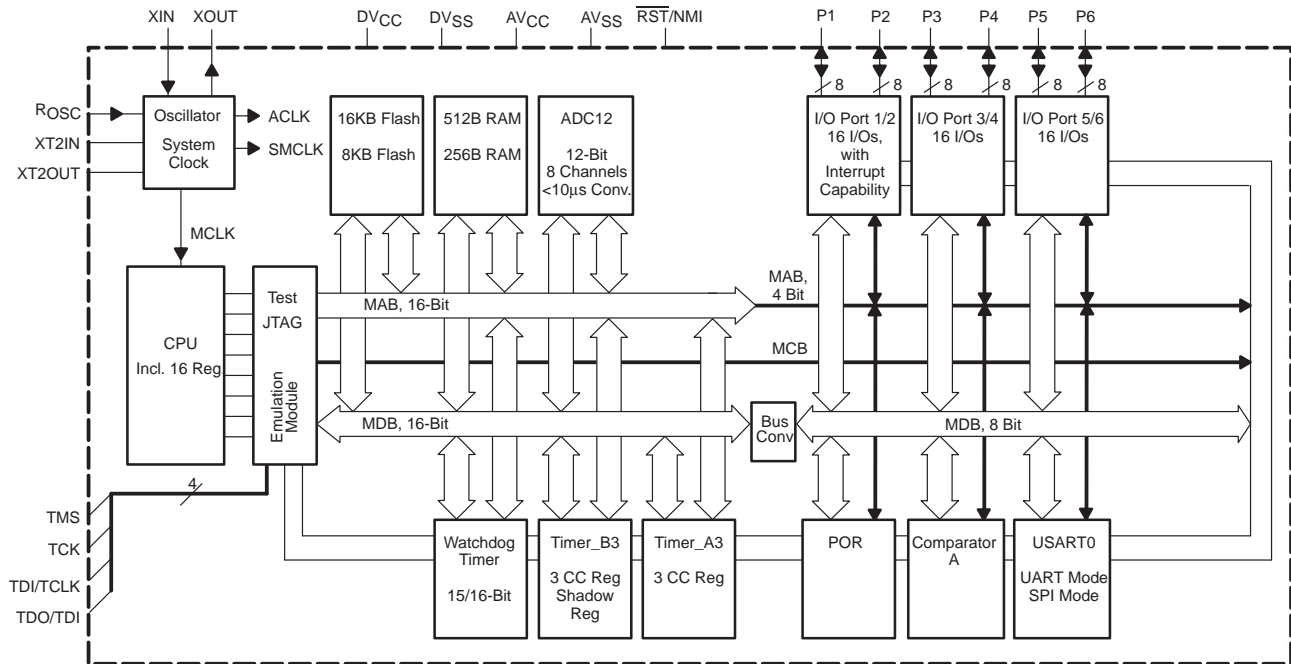 XIN XOUT DVCC DVSS AVCC AVSS RST/NMI P1 P2 P3 P4 P5 P6
8 8 8 8 8 8
ROSC
XT2IN
XT2OUT
Oscillator
System
Clock
ACLK
SMCLK
MCLK
16KB Flash
8KB Flash
512B RAM
256B RAM
ADC12
12-Bit
8 Channels
<10µs Conv.
I/O Port 1/2
16 I/Os,
with
Interrupt
Capability
I/O Port 3/4
16 I/Os
I/O Port 5/6
16 I/Os
CPU
Incl. 16 Reg.
Test
JTAG
Emulation
Module
MAB, 16-Bit
MAB,
4 Bit
MCB
MDB, 16-Bit
Bus
Conv
MDB, 8 Bit
4
TMS
TCK
TDI/TCLK
TDO/TDI
Watchdog
Timer
15/16-Bit
Timer_B3
3 CC Reg
Shadow
Reg
Timer_A3
3 CC Reg
POR
Comparator
A
USART0
UART Mode
SPI Mode